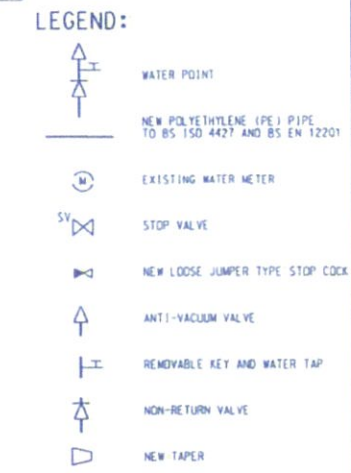 LEGEND:
WATER POINT
NEW POLYETHYLENE (PE) PIPE
TO BS ISO 4427 AND BS EN 12201
M
EXISTING WATER METER
SV
STOP VALVE
NEW LOOSE JUMPER TYPE STOP COCK
ANTI-VACUUM VALVE
REMOVABLE KEY AND WATER TAP
NON-RETURN VALVE
NEW TAPER